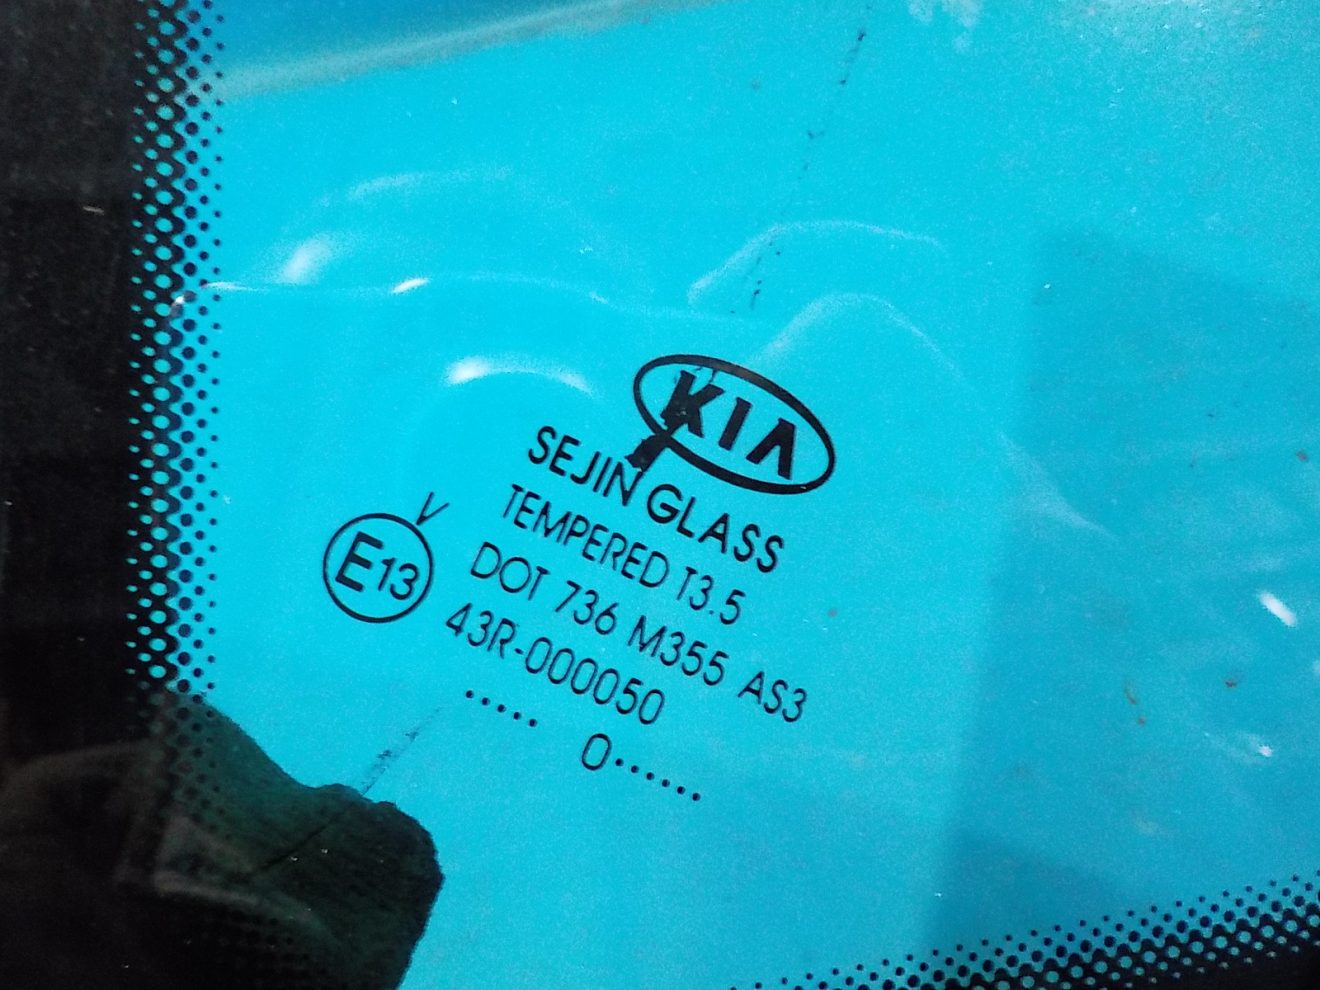 KIA
SEJIN GLASS
TEMPERED T3.5
DOT 736 M355 AS3
43R-000050
..... 0......
V
E13